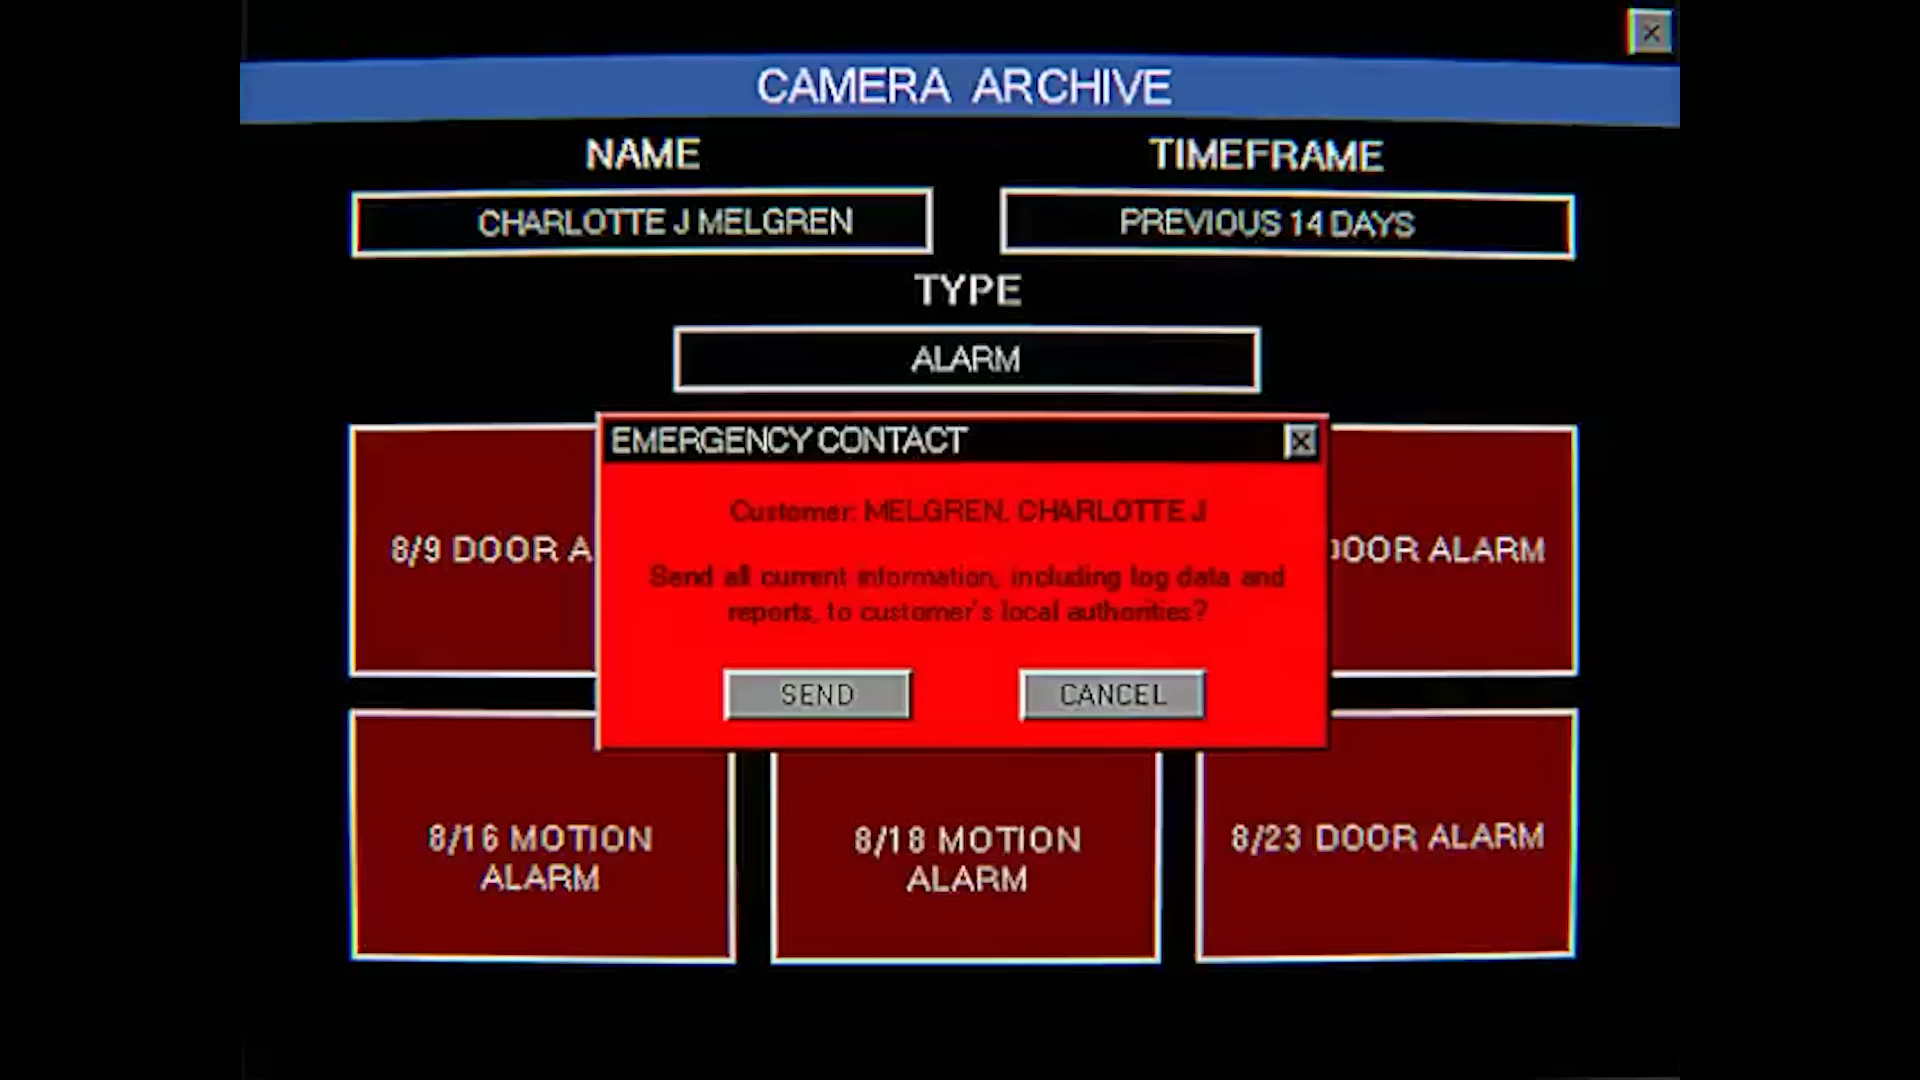 CAMERA ARCHIVE
NAME
TIMEFRAME
CHARLOTTE J MELGREN
PREVIOUS 14 DAYS
TYPE
ALARM
EMERGENCY CONTACT
Customer: MELGREN, CHARLOTTE J
Send all current information, including log data and
reports, to customer's local authorities?
SEND
CANCEL
8/9 DOOR A
DOOR ALARM
8/16 MOTION
ALARM
8/18 MOTION
ALARM
8/23 DOOR ALARM